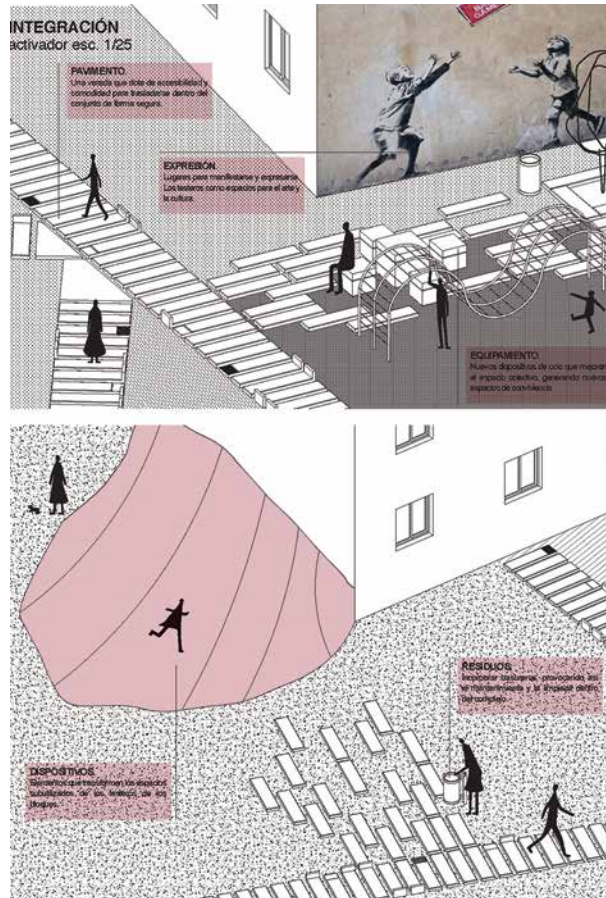 INTEGRACIÓN
activador esc. 1/25
PAVIMENTO.
Una vereda que dote de accesibilidad y
comodidad para trasladarse dentro del
conjunto de forma segura.
EXPRESIÓN.
Lugares para manifestarse y expresarse.
Los testeros como espacios para el arte y
la cultura.
EQUIPAMIENTO.
Nuevos dispositivos de ocio que mejoran
el espacio colectivo, generando nuevos
espacios de convivencia.
RESIDUOS.
Incorporar basureros, provocando así
el mantenimiento y la limpieza dentro
del complejo.
DISPOSITIVOS.
Elementos que transformen los espacios
subutilizados de los testeros de los
bloques.